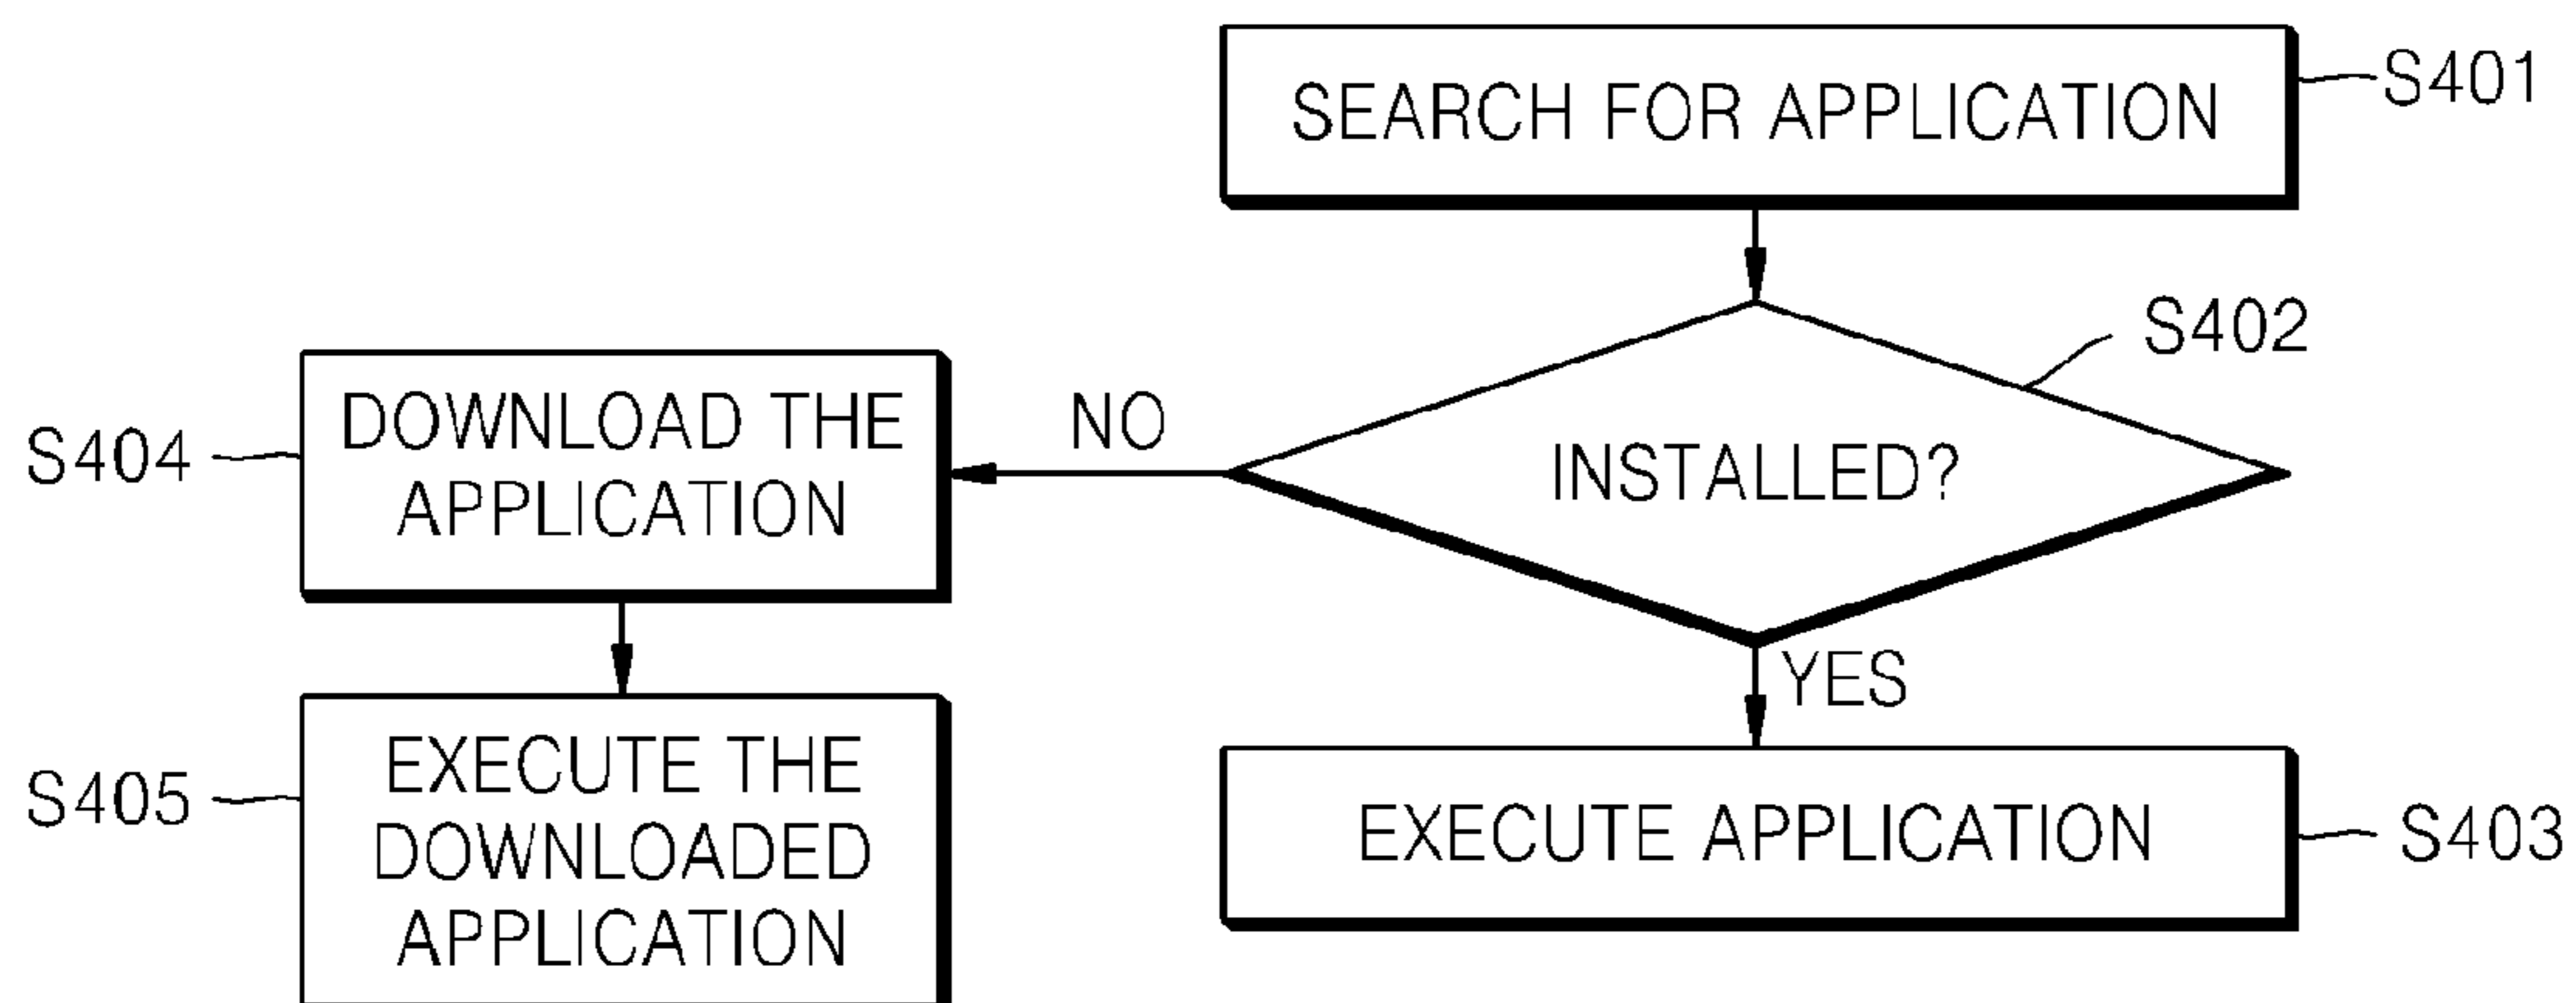 SEARCH FOR APPLICATION
S401
S402
INSTALLED?
NO
YES
S404
DOWNLOAD THE
APPLICATION
S405
EXECUTE THE
DOWNLOADED
APPLICATION
EXECUTE APPLICATION
S403